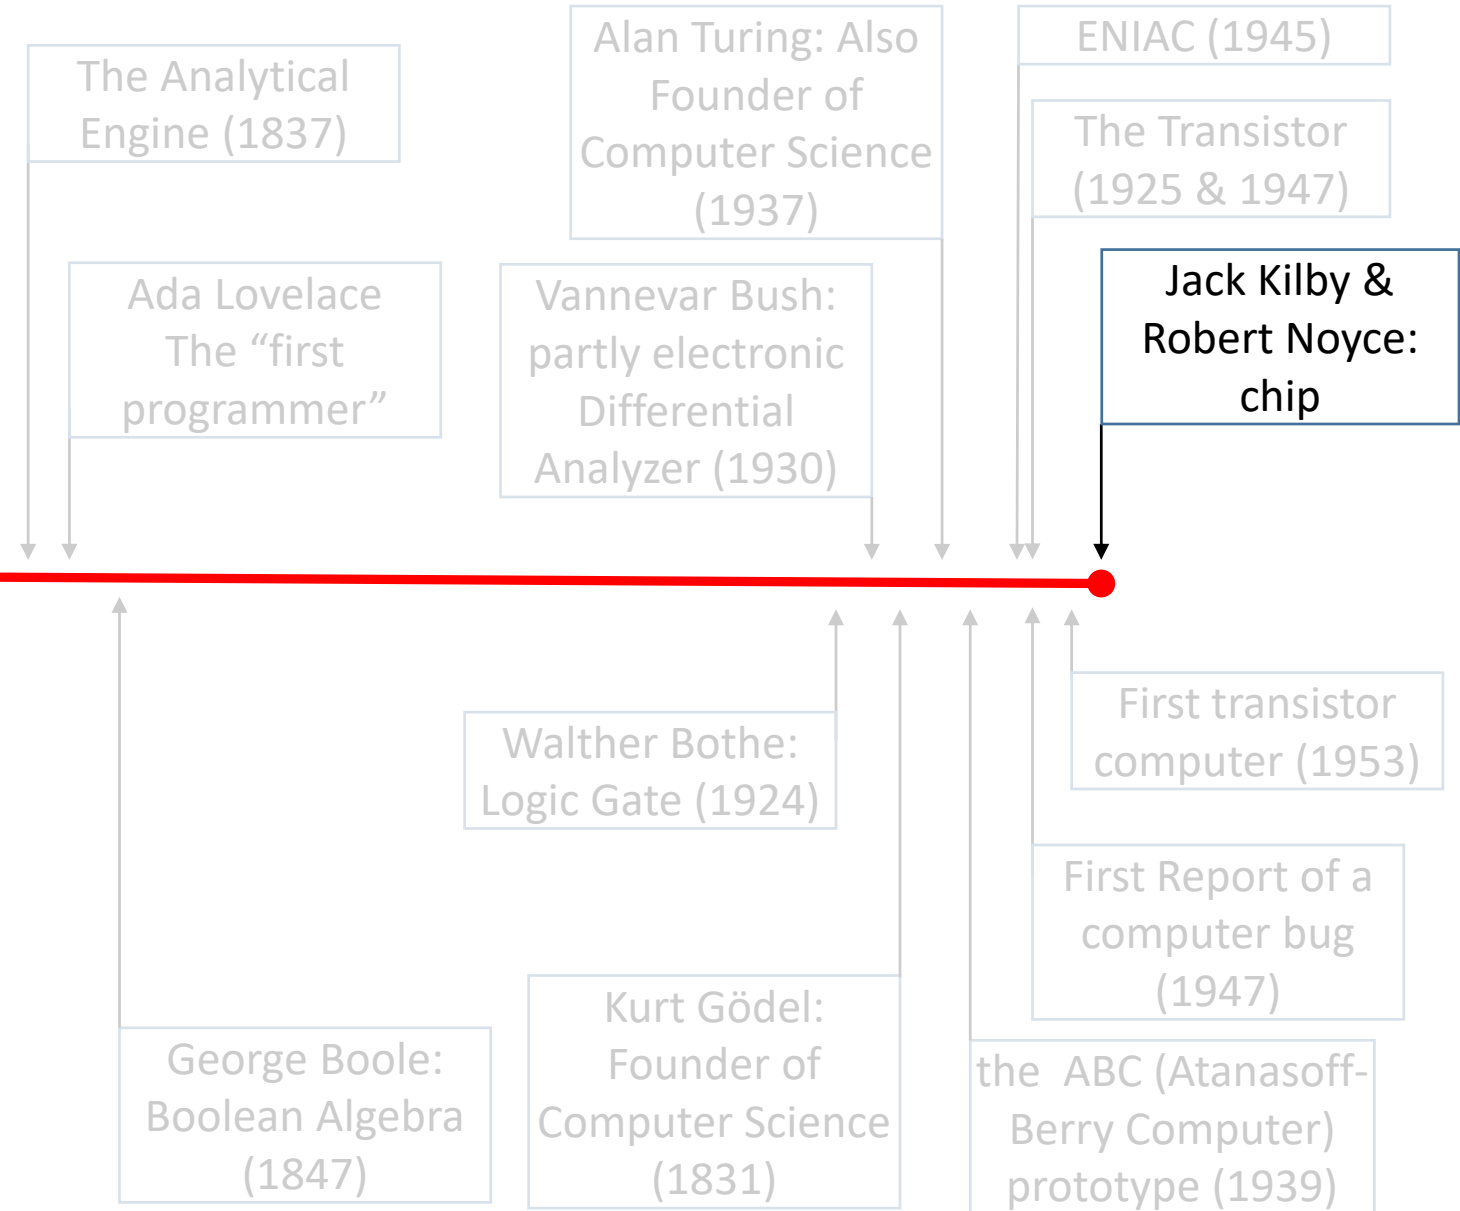 The Analytical
Engine (1837)
Alan Turing: Also
Founder of
Computer Science
(1937)
ENIAC (1945)
The Transistor
(1925 & 1947)
Ada Lovelace
The “first
programmer”
Vannevar Bush:
partly electronic
Differential
Analyzer (1930)
Jack Kilby &
Robert Noyce:
chip
Walther Bothe:
Logic Gate (1924)
First transistor
computer (1953)
First Report of a
computer bug
(1947)
George Boole:
Boolean Algebra
(1847)
Kurt Gödel:
Founder of
Computer Science
(1831)
the ABC (Atanasoff-
Berry Computer)
prototype (1939)